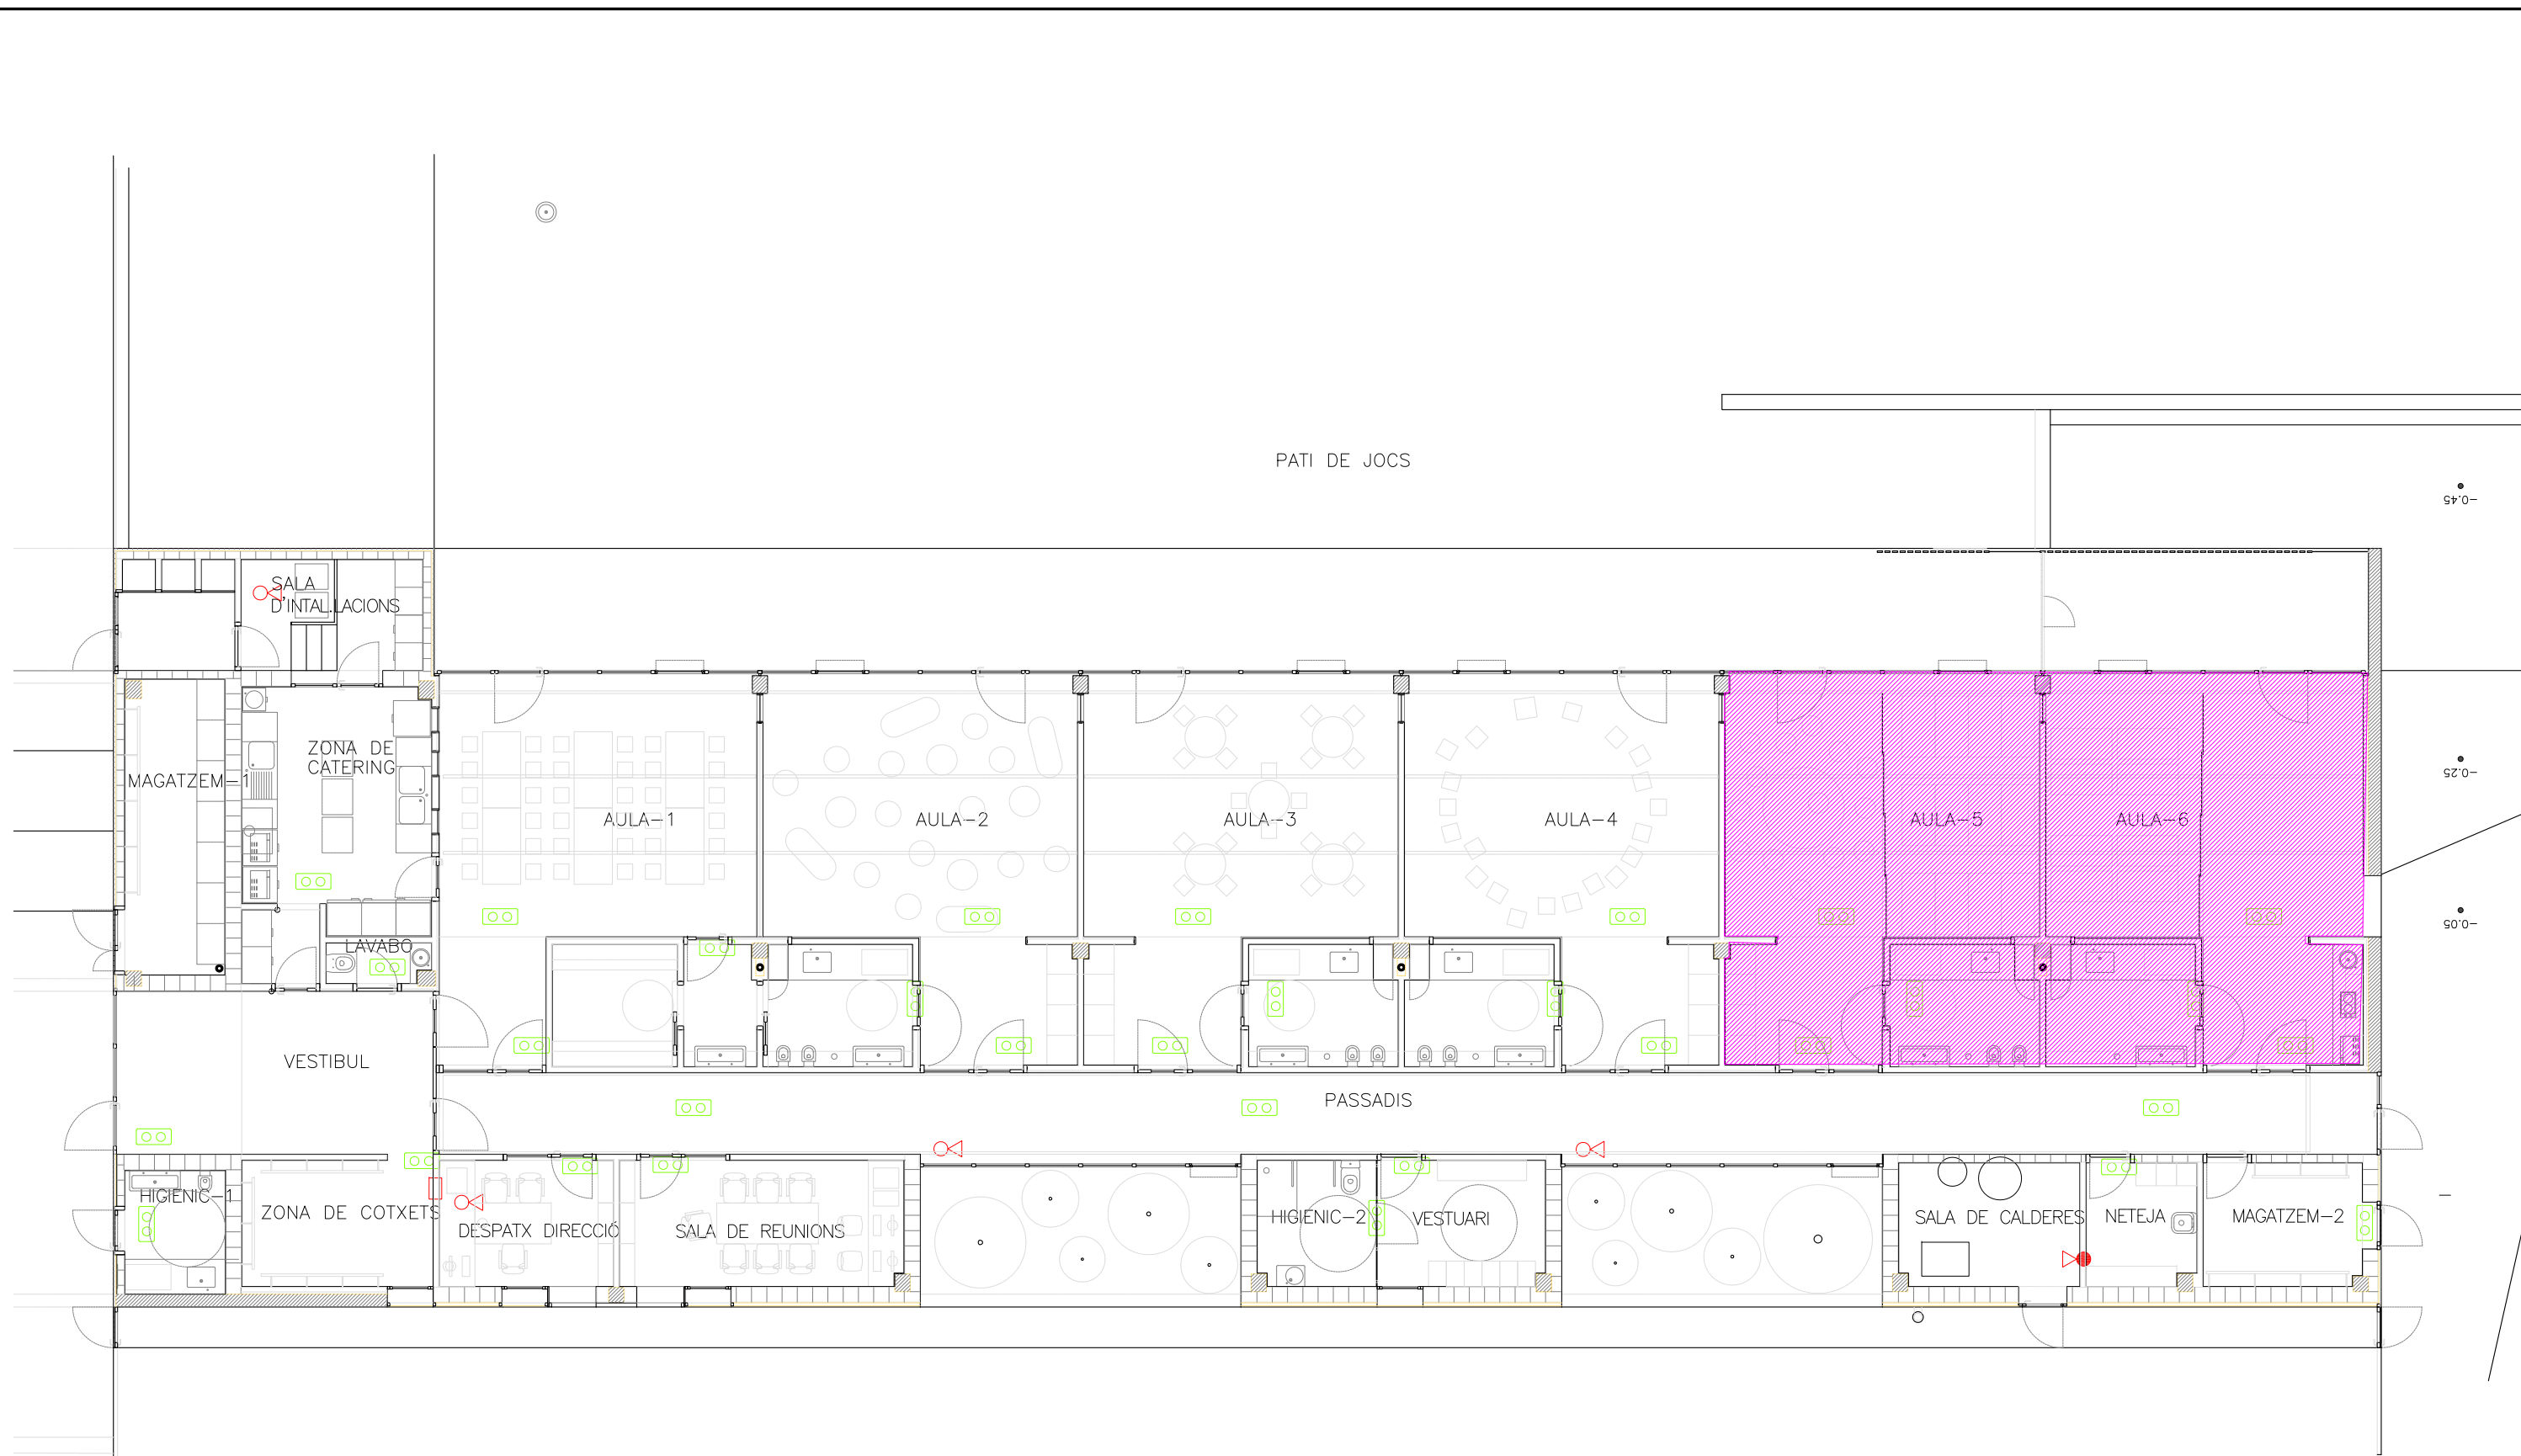 PATI DE JOCS
-0.45
SALA
D'INTAL.LACIONS
ZONA DE
CATERING
MAGATZEM-1
-0.25
AULA-1
AULA-2
AULA-3
AULA-4
AULA-5
AULA-6
-0.05
LAVABO
VESTIBUL
PASSADIS
HIGIENIC-1
ZONA DE COTXETS
DESPATX DIRECCIÓ
SALA DE REUNIONS
HIGIENIC-2
VESTUARI
SALA DE CALDERES
NETEJA
MAGATZEM-2